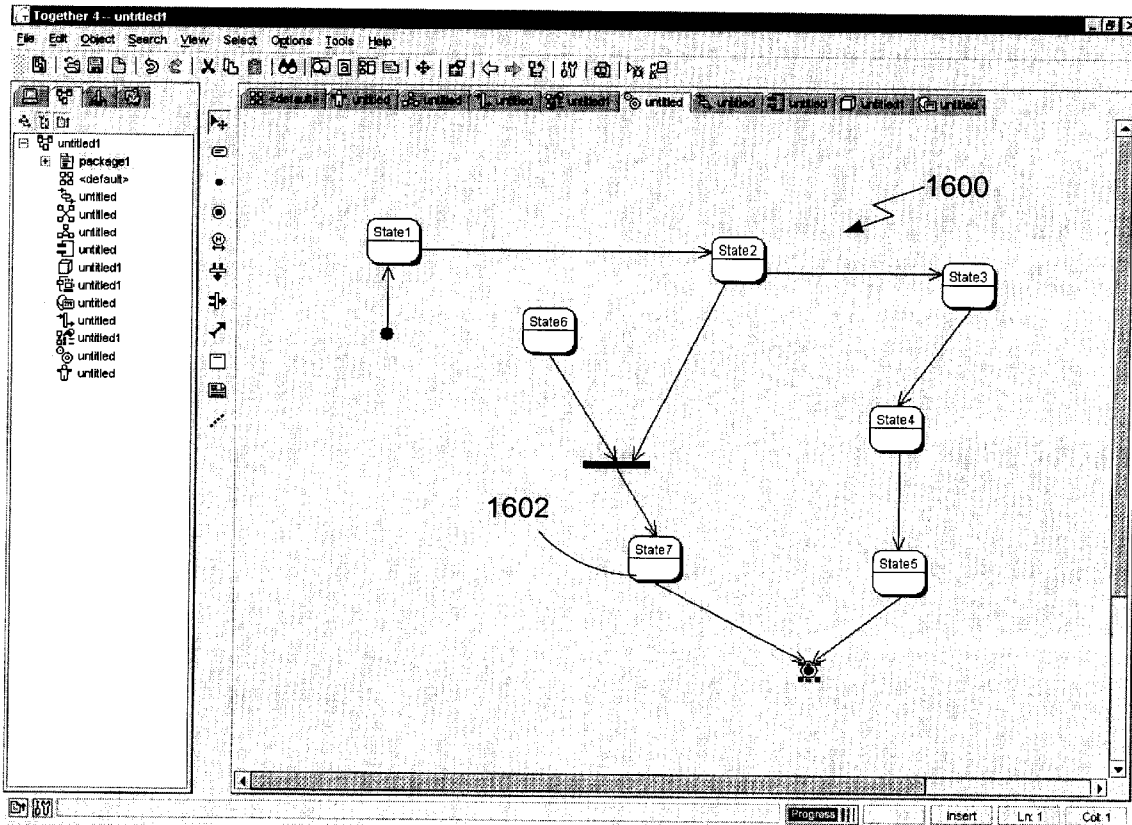 Together 4 -- untitled1
File Edit Object Search View Select Options Tools Help
<default> untitled untitled untitled untitled1 untitled untitled untitled untitled1 untitled
untitled1
package1
<default>
untitled
untitled
untitled
untitled
untitled1
untitled1
untitled
untitled
untitled1
untitled
untitled
1600
State1
State2
State3
State6
State4
1602
State7
State5
Progress Insert Ln: 1 Col: 1